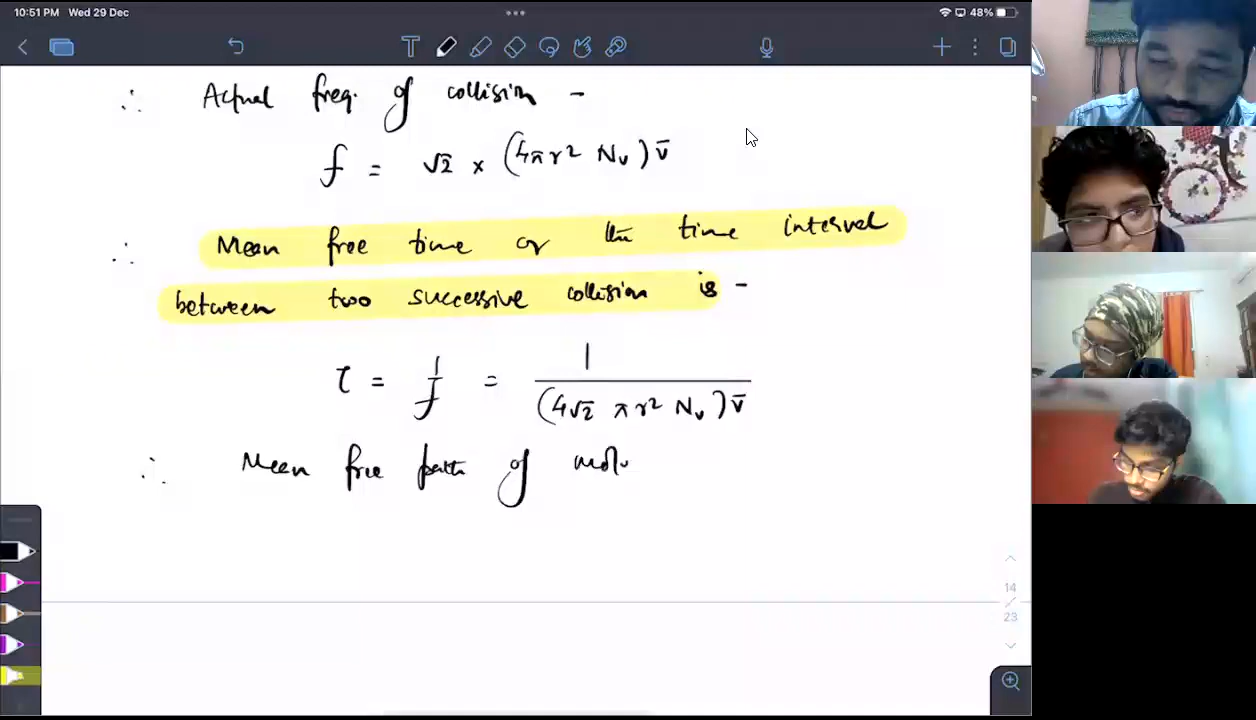 10:51 PM Wed 29 Dec
48%
∴ Actual freq. of collision -
f = √2 × (4πr² Nᵥ) v̄
∴ Mean free time or the time interval
between two successive collision is -
τ = 1/f = 1/(4√2 πr² Nᵥ) v̄
∴ Mean free path of mol
14
23